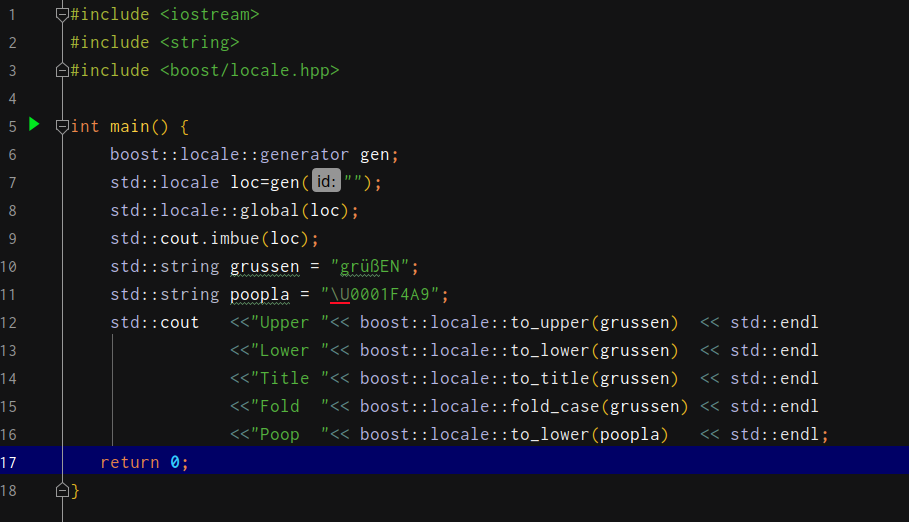 1 #include <iostream>
2 #include <string>
3 #include <boost/locale.hpp>
4
5 int main() {
6     boost::locale::generator gen;
7     std::locale loc=gen(id:"");
8     std::locale::global(loc);
9     std::cout.imbue(loc);
10     std::string grussen = "grüßEN";
11     std::string poopla = "\U0001F4A9";
12     std::cout   <<"Upper "<< boost::locale::to_upper(grussen)  << std::endl
13                 <<"Lower "<< boost::locale::to_lower(grussen)  << std::endl
14                 <<"Title "<< boost::locale::to_title(grussen)  << std::endl
15                 <<"Fold  "<< boost::locale::fold_case(grussen) << std::endl
16                 <<"Poop  "<< boost::locale::to_lower(poopla)   << std::endl;
17    return 0;
18 }